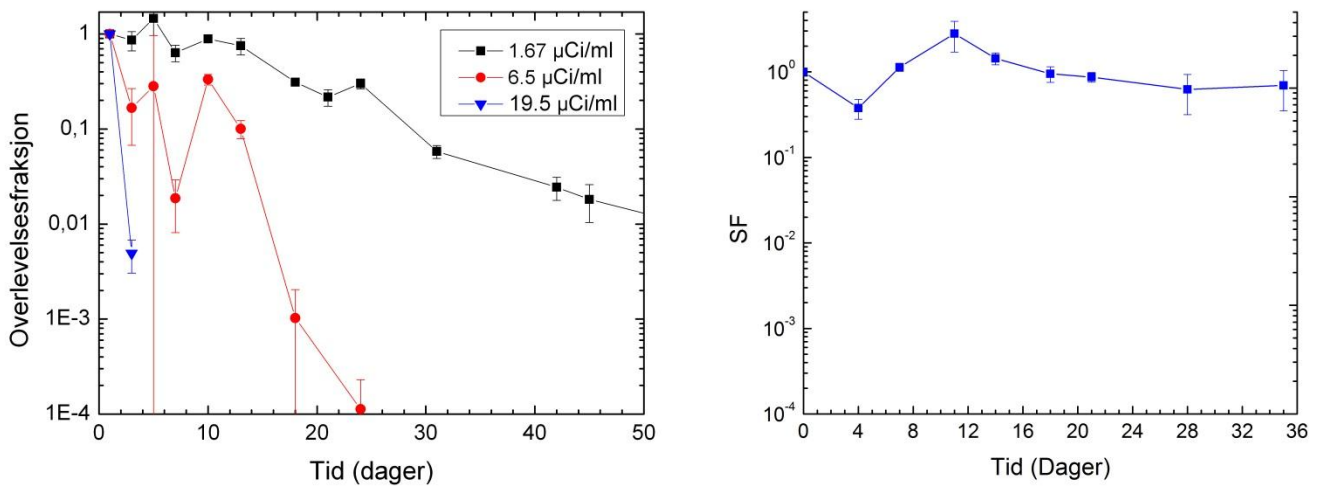 1
0,1
0,01
1E-3
1E-4
Overlevelsesfraksjon
0 10 20 30 40 50
Tid (dager)
1.67 µCi/ml
6.5 µCi/ml
19.5 µCi/ml
10^0
10^-1
10^-2
10^-3
10^-4
SF
0 4 8 12 16 20 24 28 32 36
Tid (Dager)